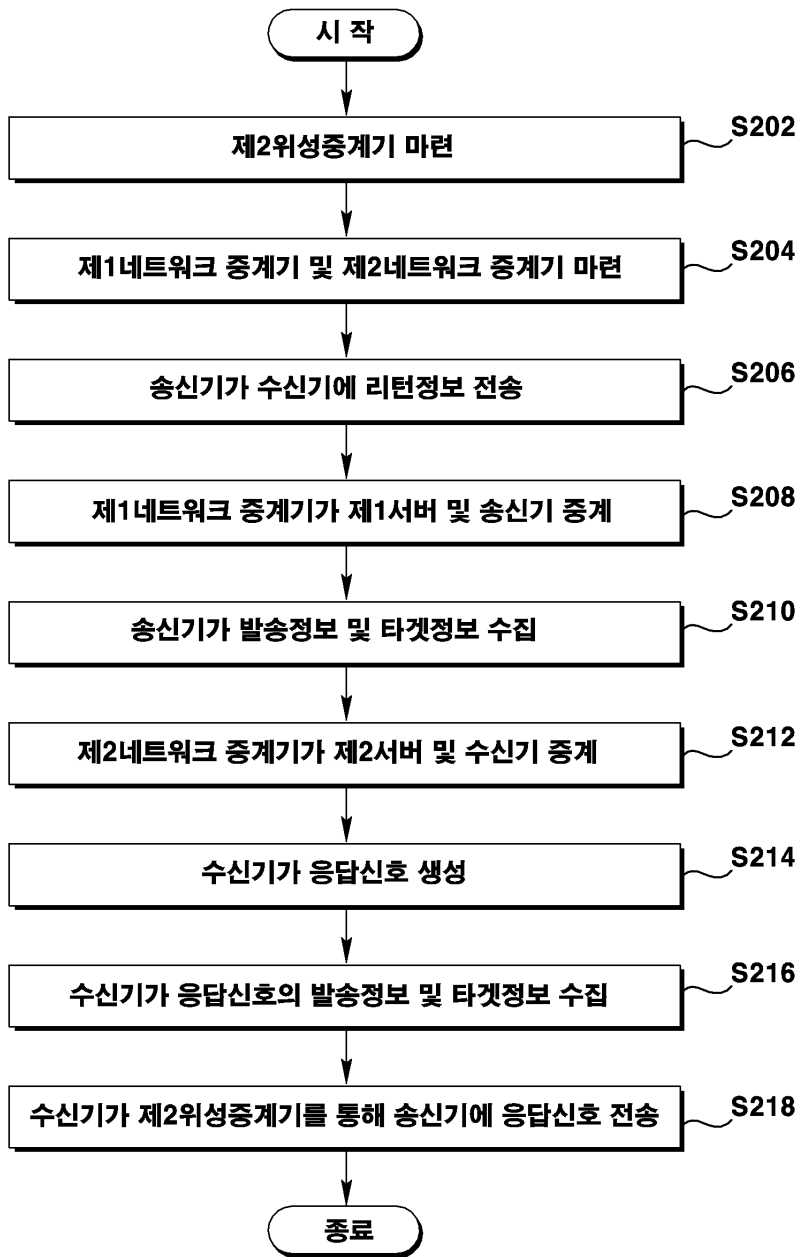 시 작
S202
제2위성중계기 마련
S204
제1네트워크 중계기 및 제2네트워크 중계기 마련
S206
송신기가 수신기에 리턴정보 전송
S208
제1네트워크 중계기가 제1서버 및 송신기 중계
S210
송신기가 발송정보 및 타겟정보 수집
S212
제2네트워크 중계기가 제2서버 및 수신기 중계
S214
수신기가 응답신호 생성
S216
수신기가 응답신호의 발송정보 및 타겟정보 수집
S218
수신기가 제2위성중계기를 통해 송신기에 응답신호 전송
종료